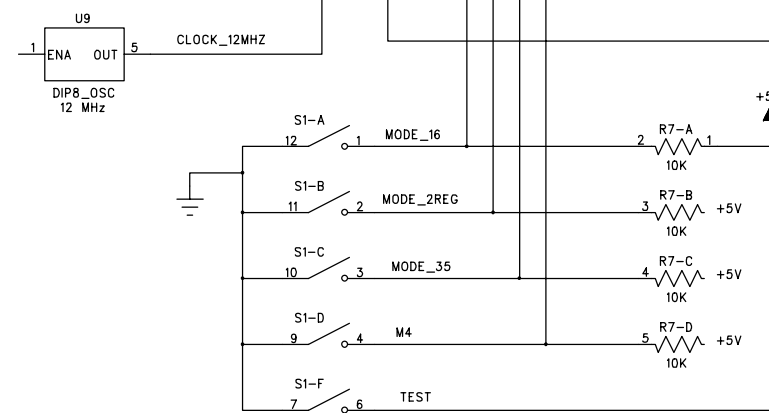 U9
1 ENA OUT 5 CLOCK_12MHZ
DIP8_OSC
12 MHz
+5
S1-A
12 1 MODE_16 2 R7-A 1
10K
S1-B
11 2 MODE_2REG 3 R7-B +5V
10K
S1-C
10 3 MODE_35 4 R7-C +5V
10K
S1-D
9 4 M4 5 R7-D +5V
10K
S1-F
7 6 TEST